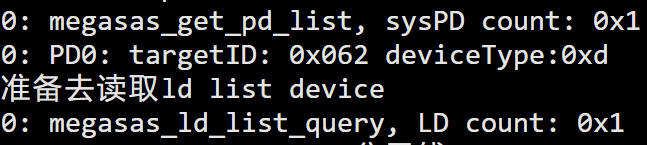 0: megasas_get_pd_list, sysPD count: 0x1
0: PD0: targetID: 0x062 deviceType:0xd
准备去读取ld list device
0: megasas_ld_list_query, LD count: 0x1